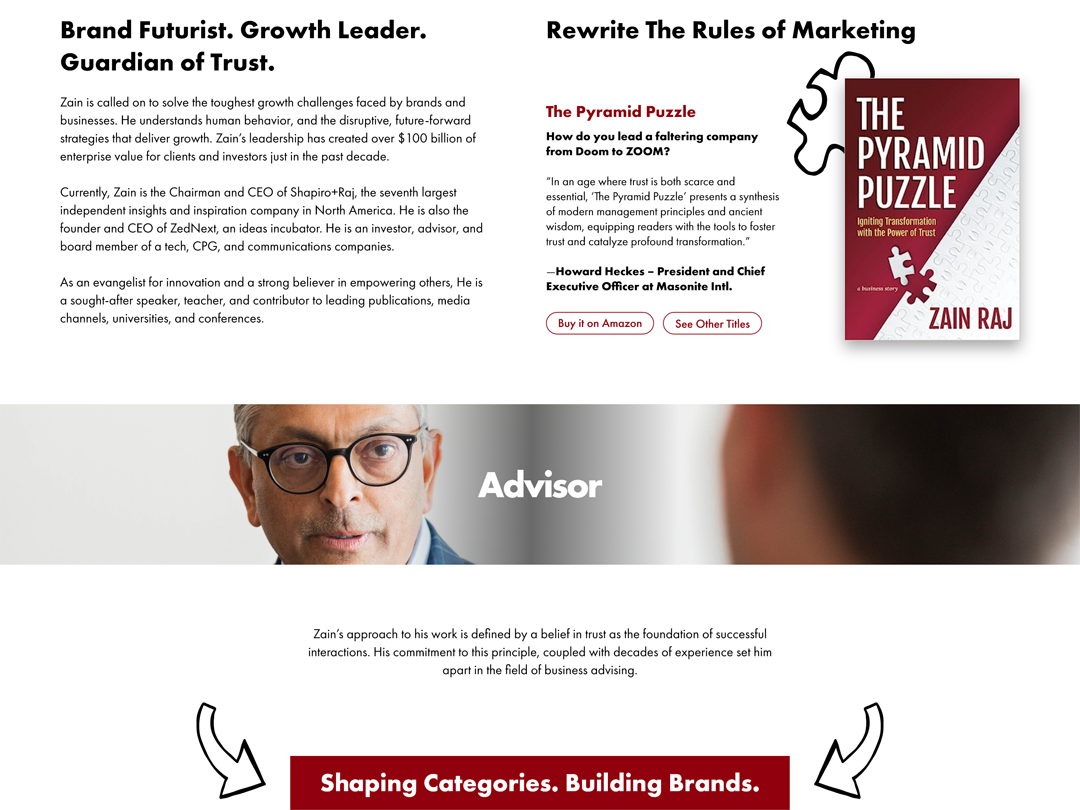 Brand Futurist. Growth Leader.
Guardian of Trust.
Zain is called on to solve the toughest growth challenges faced by brands and
businesses. He understands human behavior, and the disruptive, future-forward
strategies that deliver growth. Zain’s leadership has created over $100 billion of
enterprise value for clients and investors just in the past decade.
Currently, Zain is the Chairman and CEO of Shapiro+Raj, the seventh largest
independent insights and inspiration company in North America. He is also the
founder and CEO of ZedNext, an ideas incubator. He is an investor, advisor, and
board member of a tech, CPG, and communications companies.
As an evangelist for innovation and a strong believer in empowering others, He is
a sought-after speaker, teacher, and contributor to leading publications, media
channels, universities, and conferences.
Rewrite The Rules of Marketing
The Pyramid Puzzle
How do you lead a faltering company
from Doom to ZOOM?
“In an age where trust is both scarce and
essential, ‘The Pyramid Puzzle’ presents a synthesis
of modern management principles and ancient
wisdom, equipping readers with the tools to foster
trust and catalyze profound transformation.”
—Howard Heckes – President and Chief
Executive Officer at Masonite Intl.
Buy it on Amazon
See Other Titles
THE
PYRAMID
PUZZLE
Igniting Transformation
with the Power of Trust
a business story
ZAIN RAJ
Advisor
Zain’s approach to his work is defined by a belief in trust as the foundation of successful
interactions. His commitment to this principle, coupled with decades of experience set him
apart in the field of business advising.
Shaping Categories. Building Brands.